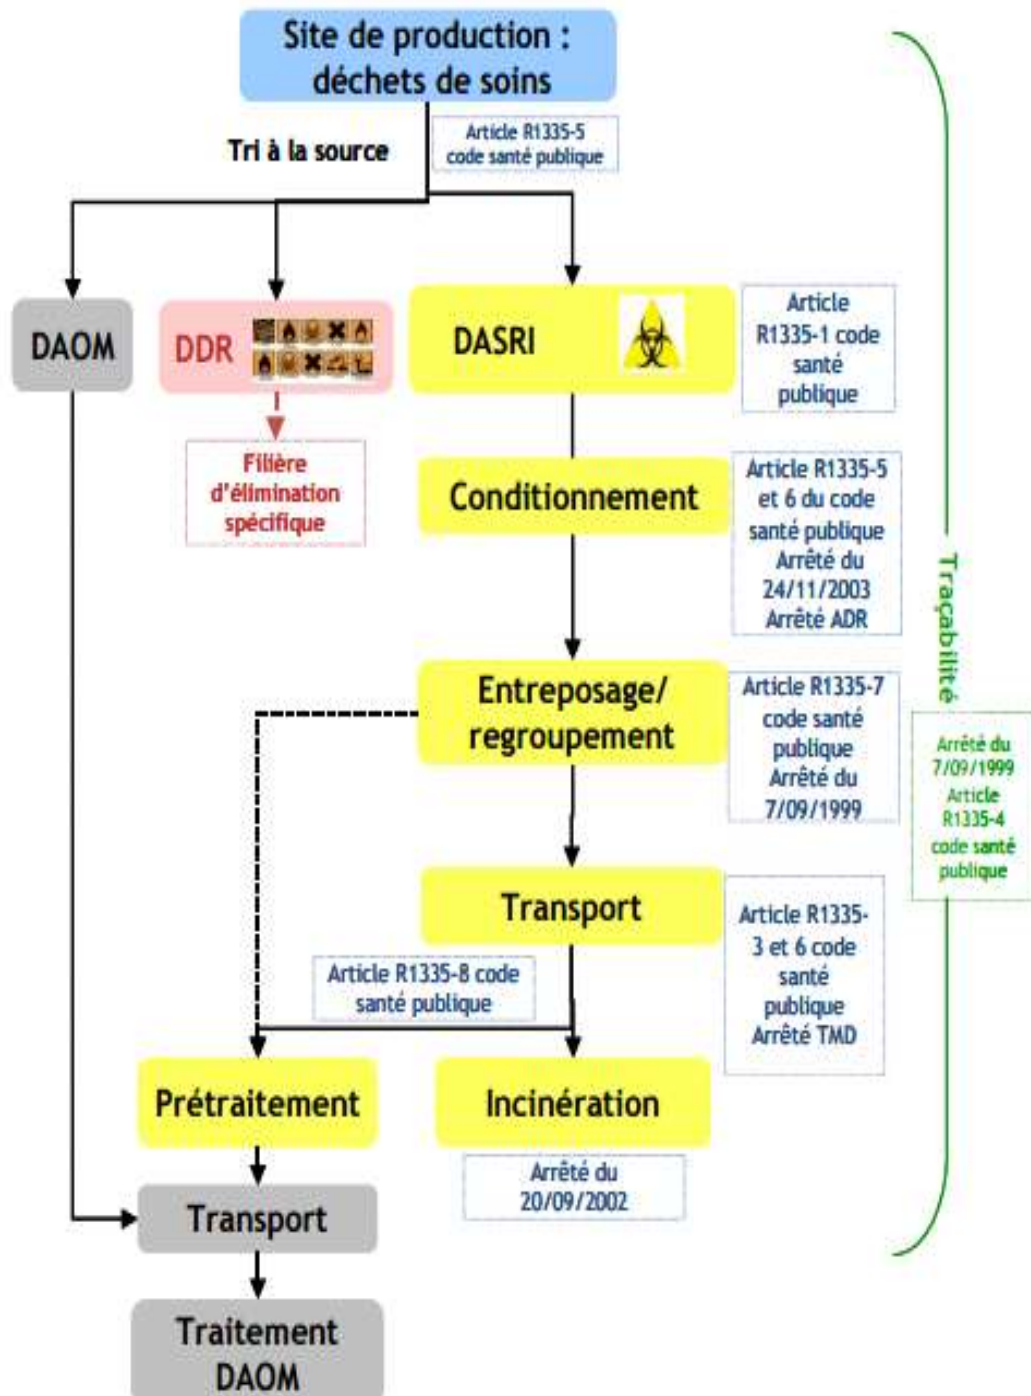 Site de production :
déchets de soins
Tri à la source
Article R1335-5
code santé publique
DAOM
DDR
DASRI
Article
R1335-1 code
santé
publique
Filière
d'élimination
spécifique
Conditionnement
Article R1335-5
et 6 du code
santé publique
Arrêté du
24/11/2003
Arrêté ADR
Traçabilité
Entreposage/
regroupement
Article R1335-7
code santé
publique
Arrêté du
7/09/1999
Arrêté du
7/09/1999
Article
R1335-4
code santé
publique
Transport
Article R1335-
3 et 6 code
santé
publique
Arrêté TMD
Article R1335-8 code
santé publique
Prétraitement
Incinération
Arrêté du
20/09/2002
Transport
Traitement
DAOM